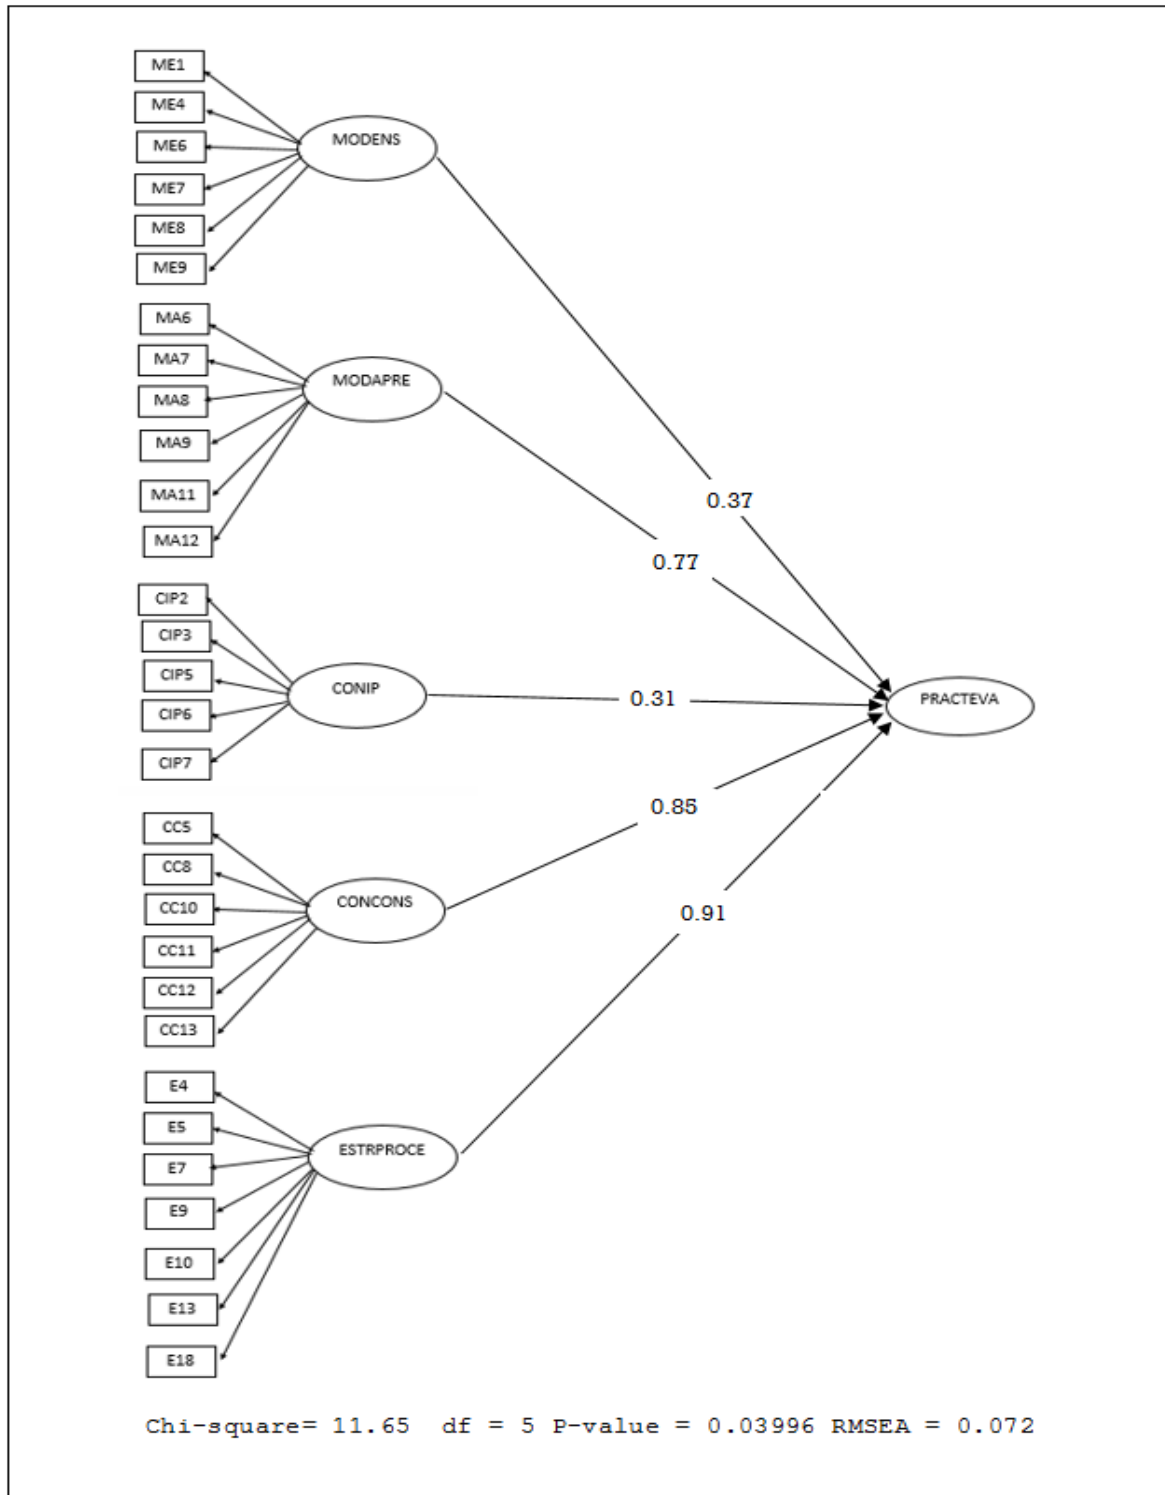 ME1
ME4
ME6
ME7
ME8
ME9
MODENS
MA6
MA7
MA8
MA9
MA11
MA12
MODAPRE
0.37
0.77
CIP2
CIP3
CIP5
CIP6
CIP7
CONIP
0.31
PRACTEVA
CC5
CC8
CC10
CC11
CC12
CC13
CONCONS
0.85
0.91
E4
E5
E7
E9
E10
E13
E18
ESTRPROCE
Chi-square= 11.65 df = 5 P-value = 0.03996 RMSEA = 0.072